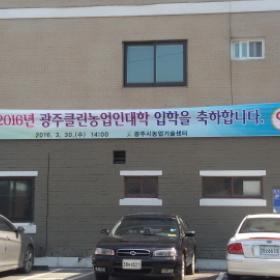 2016년 광주클린농업인대학 입학을 축하합니다.
2016. 3. 30.(수) 14:00 광주시농업기술센터